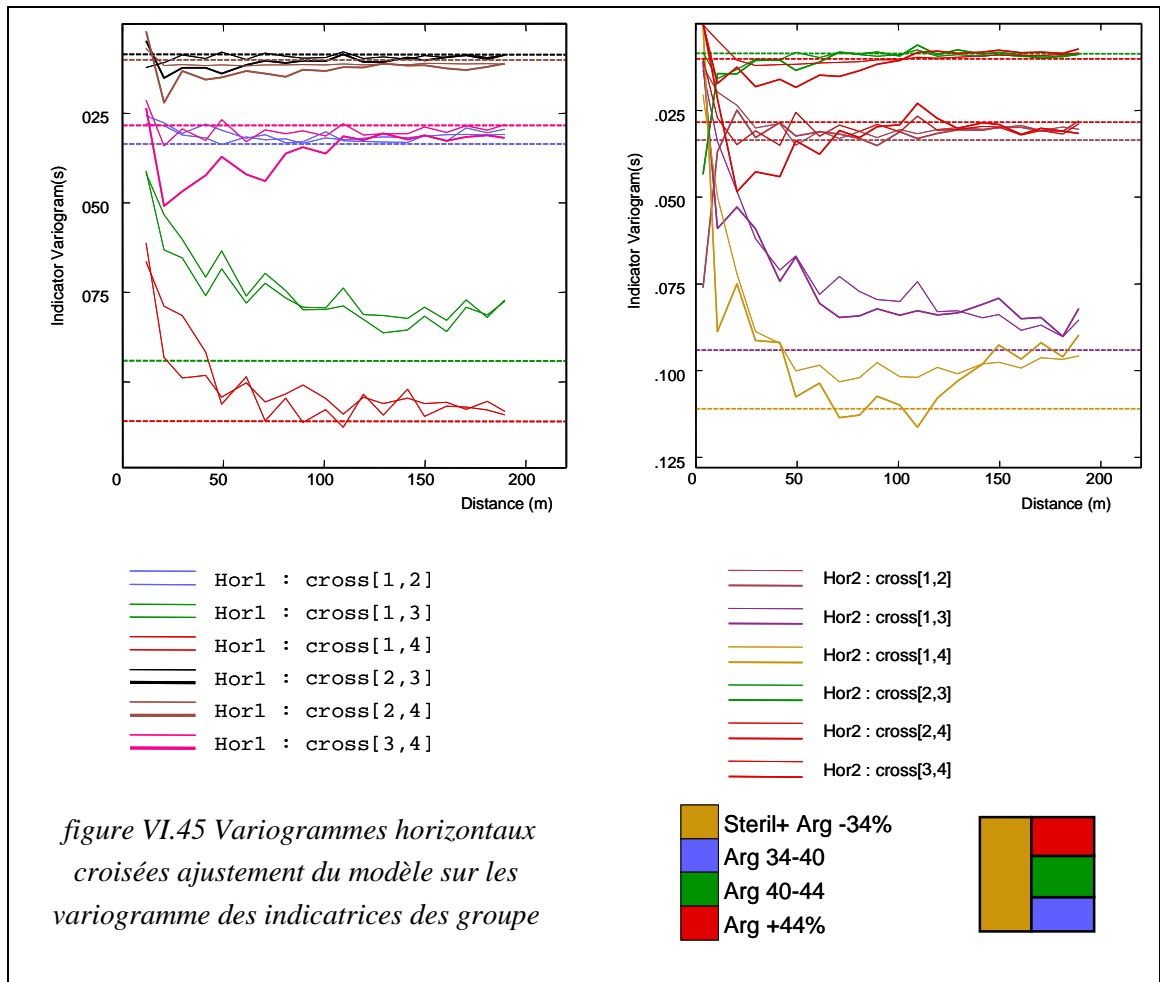 Indicator Variogram(s)
025
050
075
0
50
100
150
200
Distance (m)
Indicator Variogram(s)
.025
.050
.075
.100
.125
0
50
100
150
200
Distance (m)
Hor1 : cross[1,2]
Hor1 : cross[1,3]
Hor1 : cross[1,4]
Hor1 : cross[2,3]
Hor1 : cross[2,4]
Hor1 : cross[3,4]
Hor2 : cross[1,2]
Hor2 : cross[1,3]
Hor2 : cross[1,4]
Hor2 : cross[2,3]
Hor2 : cross[2,4]
Hor2 : cross[3,4]
figure VI.45 Variogrammes horizontaux
croisées ajustement du modèle sur les
variogramme des indicatrices des groupe
Steril+ Arg -34%
Arg 34-40
Arg 40-44
Arg +44%